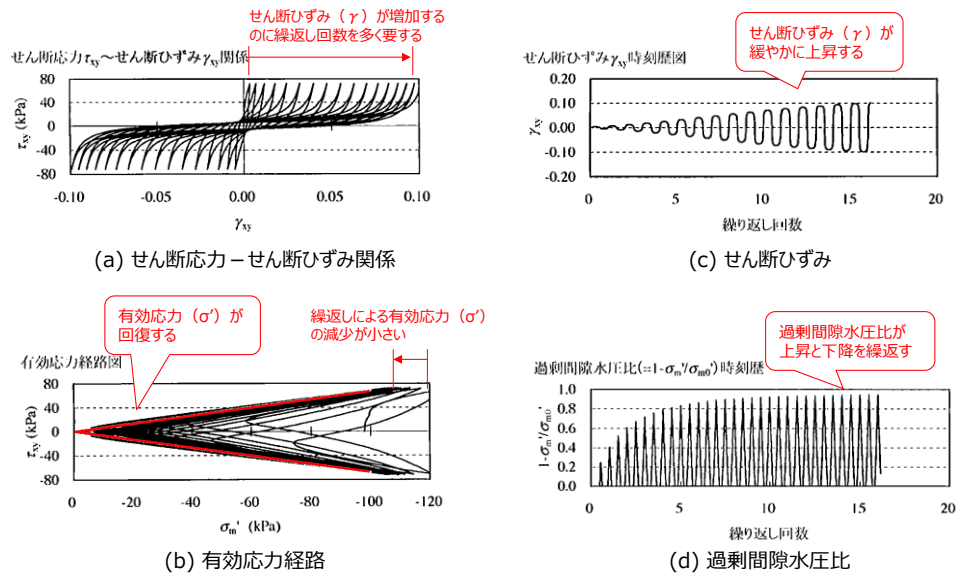 せん断ひずみ（γ）が増加する
のに繰返し回数を多く要する
せん断応力τxy～せん断ひずみγxy関係
80
40
0
-40
-80
τxy (kPa)
-0.10 -0.05 0.00 0.05 0.10
γxy
(a) せん断応力－せん断ひずみ関係
せん断ひずみ（γ）が
緩やかに上昇する
せん断ひずみγxy時刻歴図
0.20
0.10
0.00
-0.10
-0.20
γxy
0 5 10 15 20
繰り返し回数
(c) せん断ひずみ
有効応力（σ'）が
回復する
繰返しによる有効応力（σ'）
の減少が小さい
有効応力経路図
80
40
0
-40
-80
τxy (kPa)
0 -20 -40 -60 -80 -100 -120
σm' (kPa)
(b) 有効応力経路
過剰間隙水圧比が
上昇と下降を繰返す
過剰間隙水圧比(=1-σm'/σm0')時刻歴
1.0
0.8
0.6
0.4
0.2
0.0
1-σm'/σm0'
0 5 10 15 20
繰り返し回数
(d) 過剰間隙水圧比